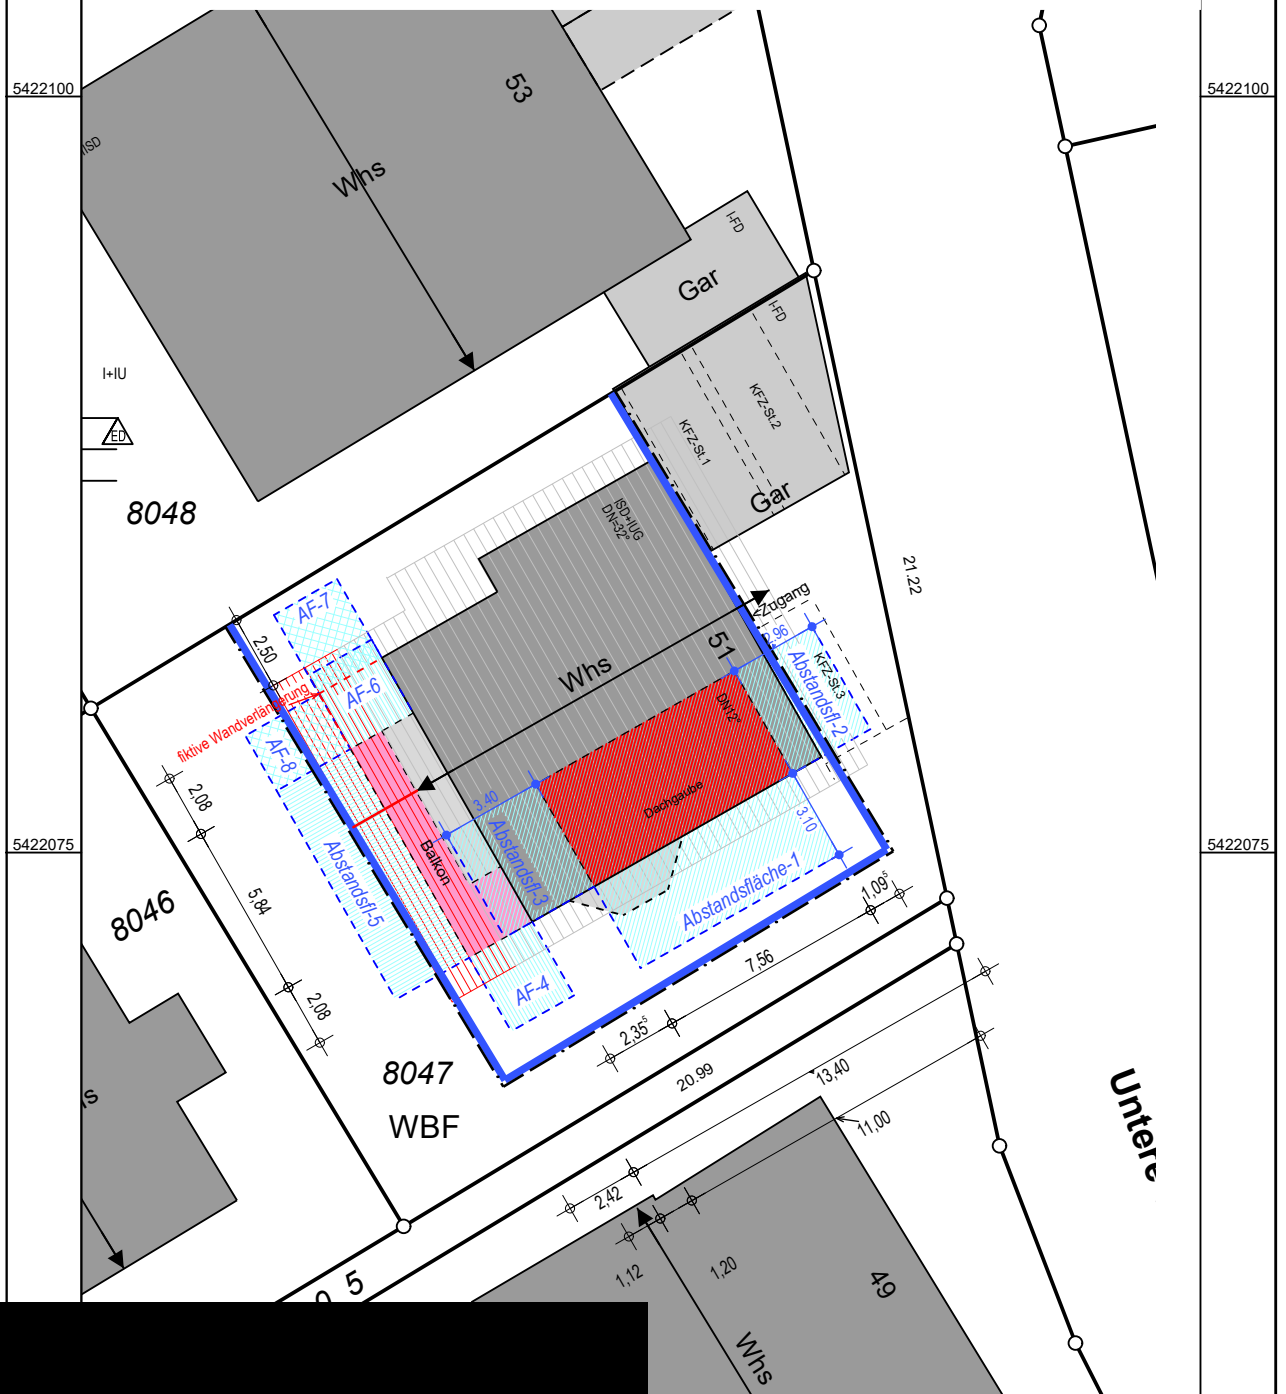 5422100
5422100
53
Whs
I-FD
Gar
I-FD
KFZ-St.2
KFZ-St.1
Gar
I+IU
ED
8048
ISD+IUG
DN=32°
21.22
Zugang
2,96
AF-7
2,50
51
Whs
KFZ-St.3
Abstandsfl-2
AF-6
fiktive Wandverlängerung
AF-8
DN12°
Dachgaube
3,40
3,10
2,08
Abstandsfl-3
Balkon
Abstandsfl-5
Abstandsfläche-1
5422075
5422075
5,84
8046
1,09⁵
7,56
AF-4
2,08
2,35⁵
8047
WBF
20.99
13,40
11,00
Untere
2,42
1,12
1,20
49
Whs
5